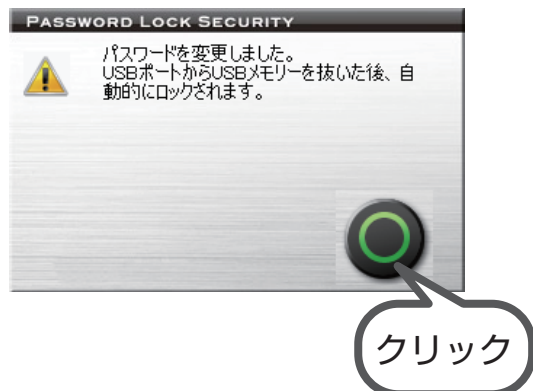 PASSWORD LOCK SECURITY
パスワードを変更しました。
USBポートからUSBメモリーを抜いた後、自
動的にロックされます。
クリック